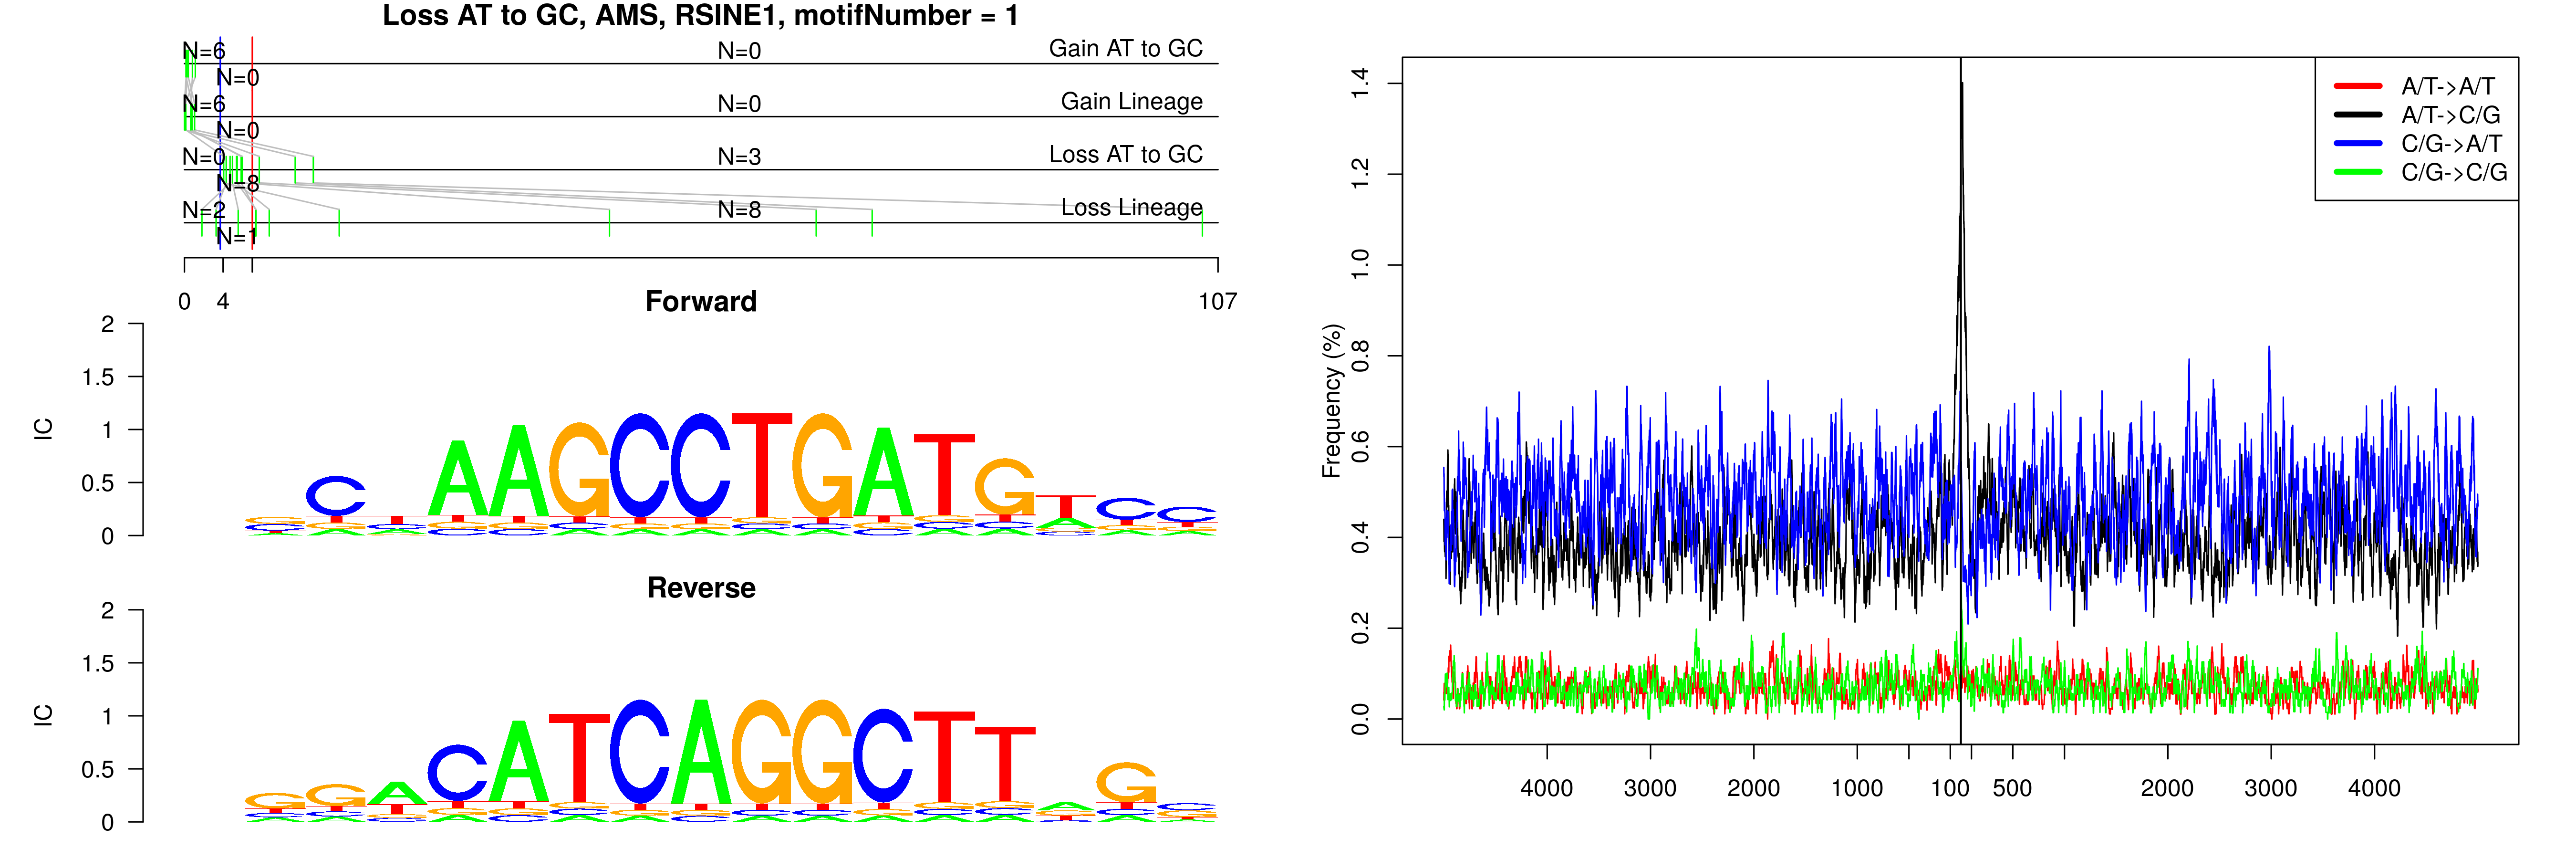 Loss AT to GC, AMS, RSINE1, motifNumber = 1
N=6 N=0 Gain AT to GC
N=0
N=6 N=0 Gain Lineage
N=0
N=0 N=3 Loss AT to GC
N=8
N=2 N=8 Loss Lineage
N=1
0 4 107
Forward
IC
2
1.5
1
0.5
0
C AAGCCTGATG T C C
Reverse
IC
2
1.5
1
0.5
0
G G A CATCAGGCTT A G C
Frequency (%)
1.4
1.2
1.0
0.8
0.6
0.4
0.2
0.0
A/T->A/T
A/T->C/G
C/G->A/T
C/G->C/G
4000 3000 2000 1000 100 500 2000 3000 4000